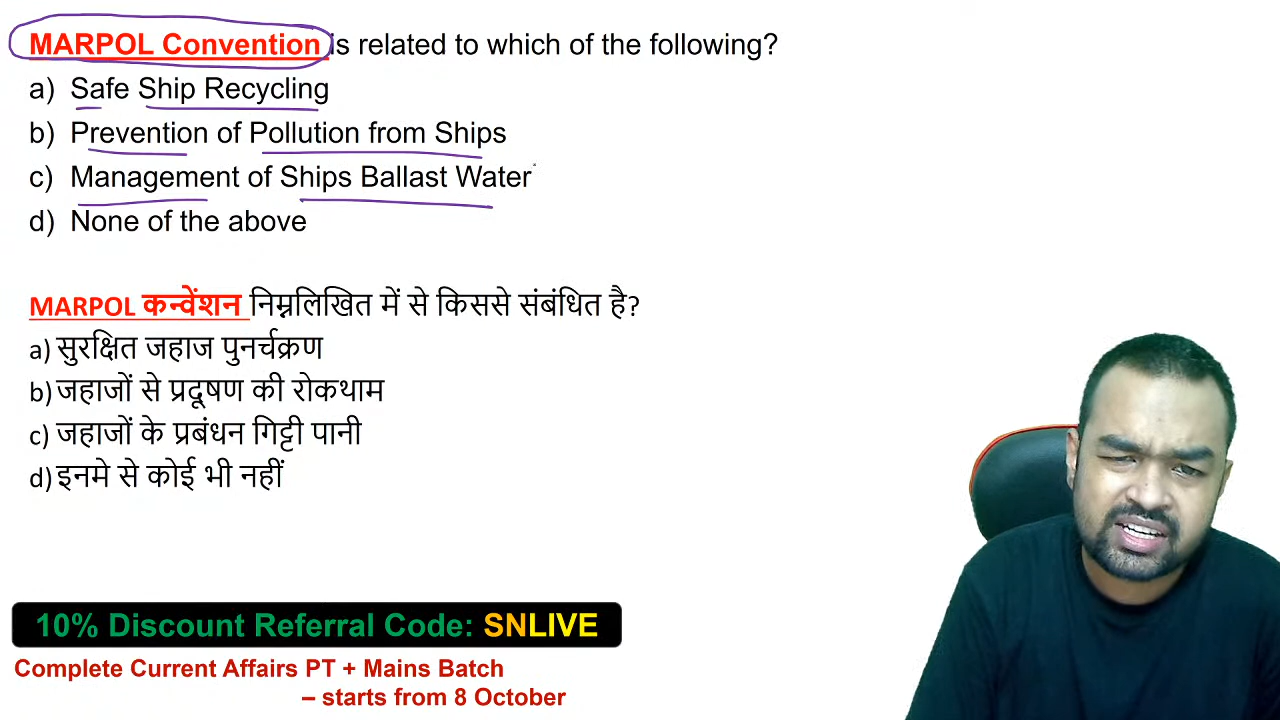 MARPOL Convention is related to which of the following?
a) Safe Ship Recycling
b) Prevention of Pollution from Ships
c) Management of Ships Ballast Water
d) None of the above
MARPOL कन्वेंशन निम्नलिखित में से किससे संबंधित है?
a) सुरक्षित जहाज पुनर्चक्रण
b) जहाजों से प्रदूषण की रोकथाम
c) जहाजों के प्रबंधन गिट्टी पानी
d) इनमे से कोई भी नहीं
10% Discount Referral Code: SNLIVE
Complete Current Affairs PT + Mains Batch
– starts from 8 October